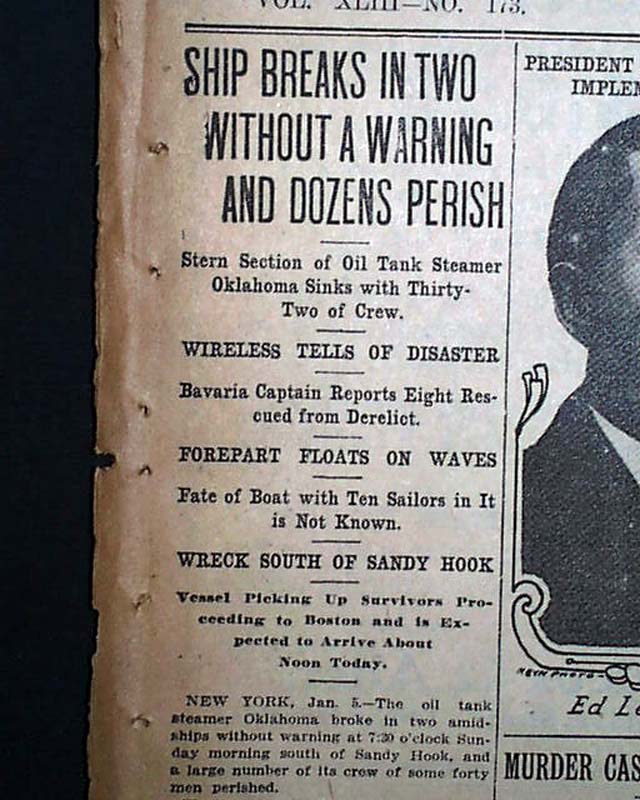 VOL. XLIII—NO. 173.
SHIP BREAKS IN TWO
WITHOUT A WARNING
AND DOZENS PERISH
Stern Section of Oil Tank Steamer
Oklahoma Sinks with Thirty-
Two of Crew.
WIRELESS TELLS OF DISASTER
Bavaria Captain Reports Eight Res-
cued from Derelict.
FOREPART FLOATS ON WAVES
Fate of Boat with Ten Sailors in It
is Not Known.
WRECK SOUTH OF SANDY HOOK
Vessel Picking Up Survivors Pro-
ceeding to Boston and is Ex-
pected to Arrive About
Noon Today.
NEW YORK, Jan. 5.—The oil tank
steamer Oklahoma broke in two amid-
ships without warning at 7:30 o'clock Sun-
day morning south of Sandy Hook, and
a large number of its crew of some forty
men perished.
PRESIDENT
IMPLEM
Ed L
MURDER CAS